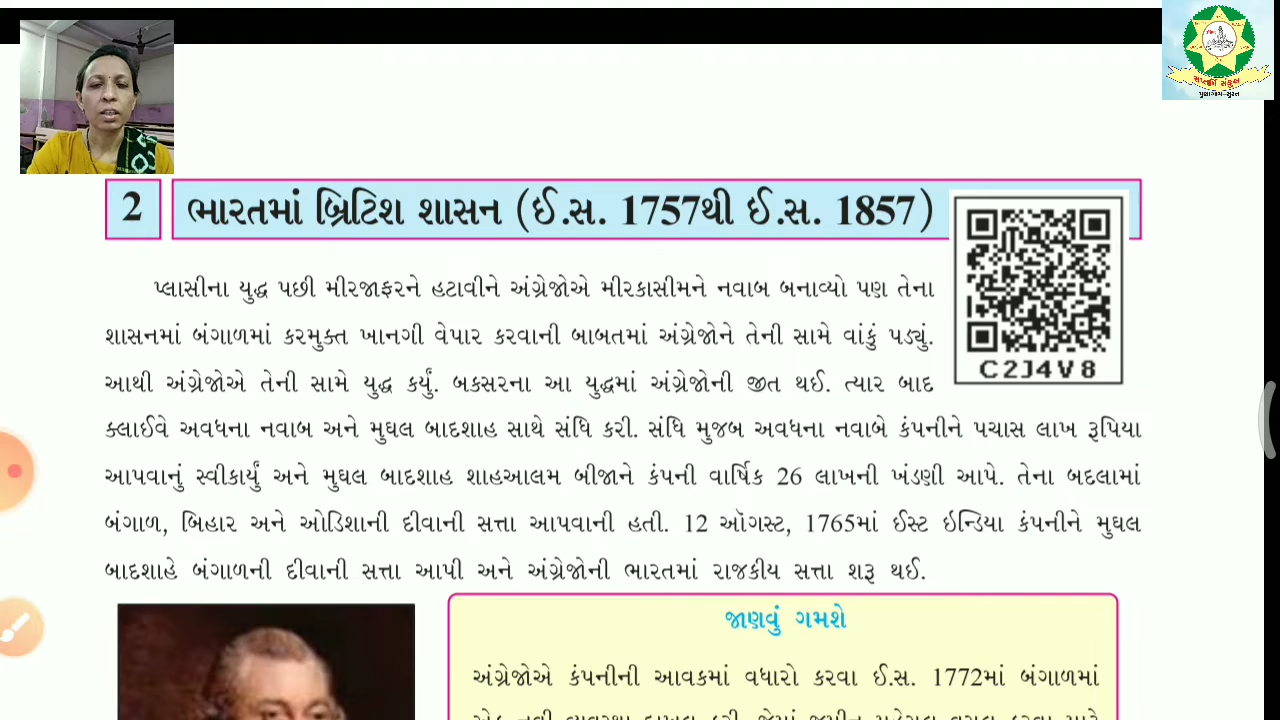 સપ્તર્ષિ સંકુલ
પુણાગામ-સુરત
2 ભારતમાં બ્રિટિશ શાસન (ઈ.સ. 1757થી ઈ.સ. 1857)
C2J4V8
પ્લાસીના યુદ્ધ પછી મીરજાફરને હટાવીને અંગ્રેજોએ મીરકાસીમને નવાબ બનાવ્યો પણ તેના
શાસનમાં બંગાળમાં કરમુક્ત ખાનગી વેપાર કરવાની બાબતમાં અંગ્રેજોને તેની સામે વાંકું પડ્યું.
આથી અંગ્રેજોએ તેની સામે યુદ્ધ કર્યું. બકસરના આ યુદ્ધમાં અંગ્રેજોની જીત થઈ. ત્યાર બાદ
ક્લાઈવે અવધના નવાબ અને મુઘલ બાદશાહ સાથે સંધિ કરી. સંધિ મુજબ અવધના નવાબે કંપનીને પચાસ લાખ રૂપિયા
આપવાનું સ્વીકાર્યું અને મુઘલ બાદશાહ શાહઆલમ બીજાને કંપની વાર્ષિક 26 લાખની ખંડણી આપે. તેના બદલામાં
બંગાળ, બિહાર અને ઓડિશાની દીવાની સત્તા આપવાની હતી. 12 ઑગસ્ટ, 1765માં ઈસ્ટ ઇન્ડિયા કંપનીને મુઘલ
બાદશાહે બંગાળની દીવાની સત્તા આપી અને અંગ્રેજોની ભારતમાં રાજકીય સત્તા શરૂ થઈ.
જાણવું ગમશે
અંગ્રેજોએ કંપનીની આવકમાં વધારો કરવા ઈ.સ. 1772માં બંગાળમાં